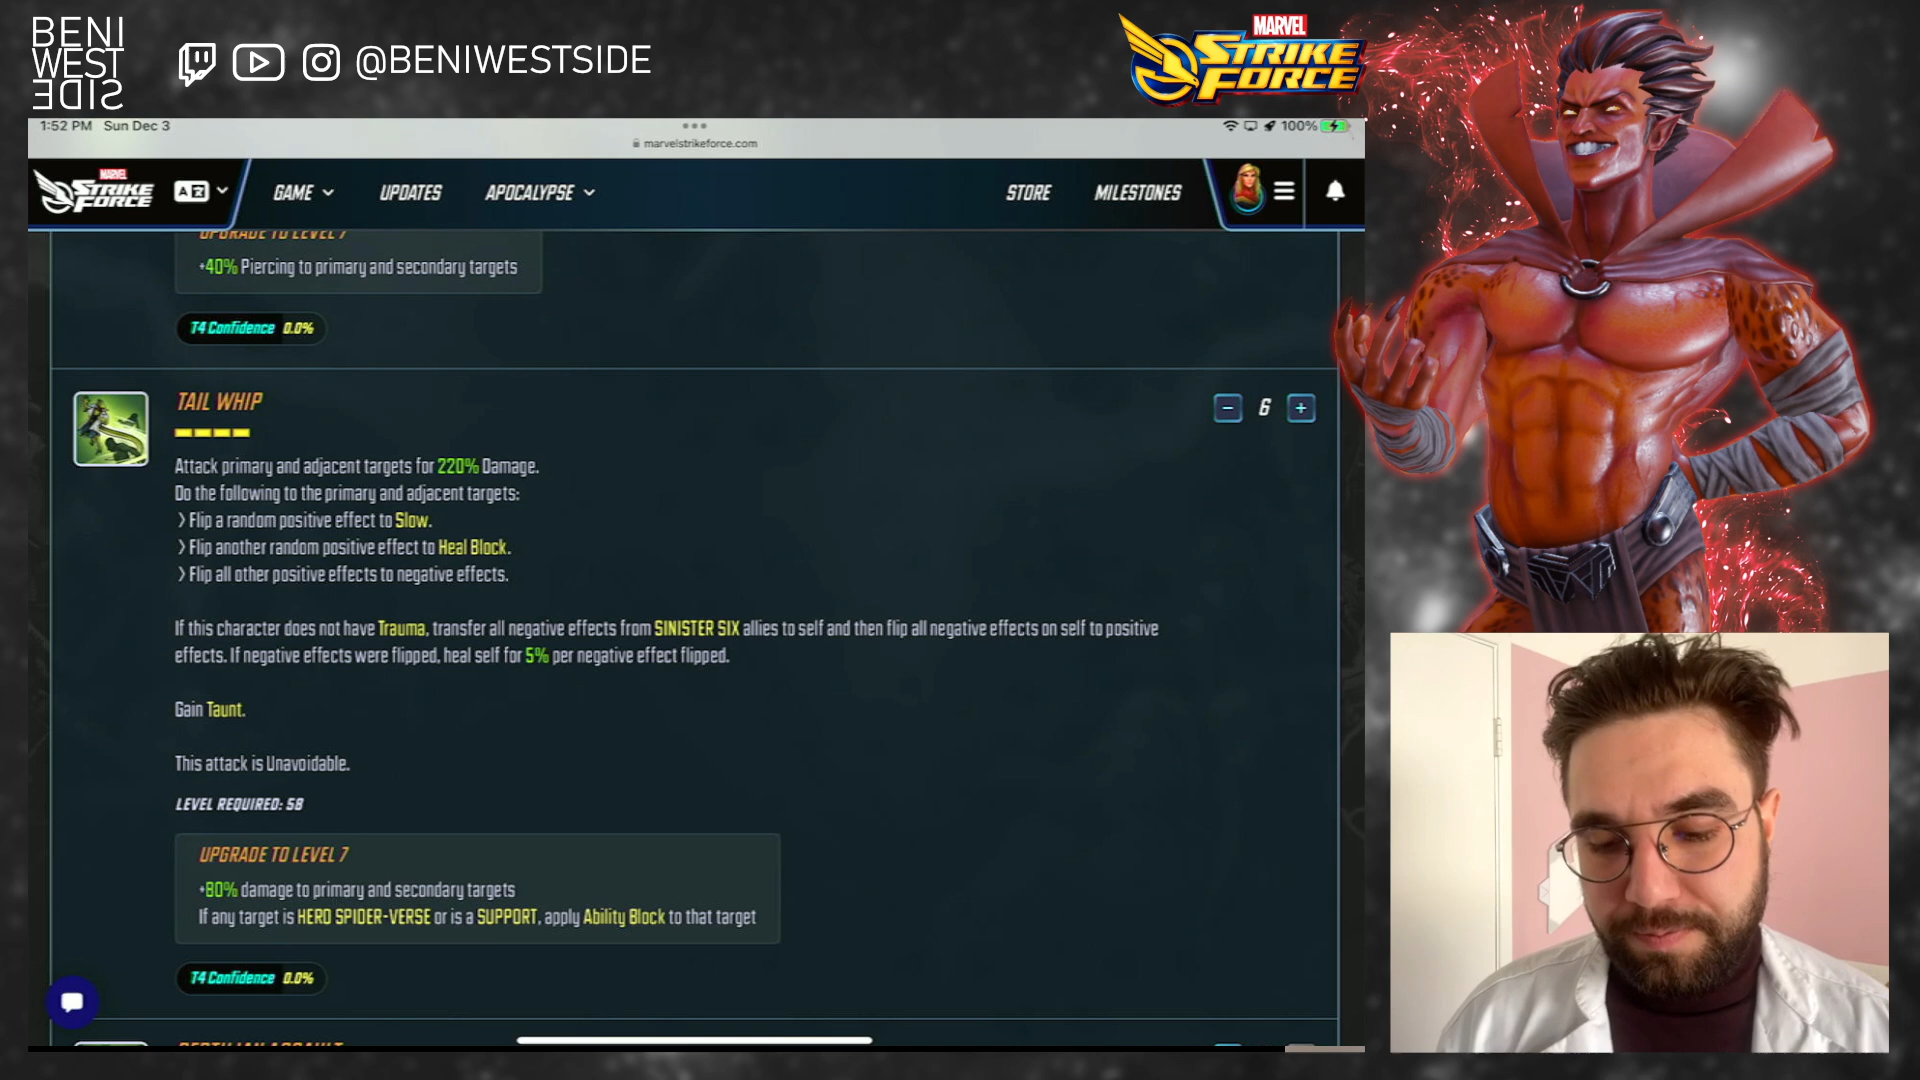 BENI
WEST
SIDE
@BENIWESTSIDE
MARVEL
STRIKE
FORCE
1:52 PM Sun Dec 3
marvelstrikeforce.com
100%
MARVEL
STRIKE
FORCE
GAME
UPDATES
APOCALYPSE
STORE
MILESTONES
UPGRADE TO LEVEL 7
+40% Piercing to primary and secondary targets
T4 Confidence 0.0%
TAIL WHIP
6
Attack primary and adjacent targets for 220% Damage.
Do the following to the primary and adjacent targets:
Flip a random positive effect to Slow.
Flip another random positive effect to Heal Block.
Flip all other positive effects to negative effects.
If this character does not have Trauma, transfer all negative effects from SINISTER SIX allies to self and then flip all negative effects on self to positive
effects. If negative effects were flipped, heal self for 5% per negative effect flipped.
Gain Taunt.
This attack is Unavoidable.
LEVEL REQUIRED: 58
UPGRADE TO LEVEL 7
+80% damage to primary and secondary targets
If any target is HERO SPIDER-VERSE or is a SUPPORT, apply Ability Block to that target
T4 Confidence 0.0%